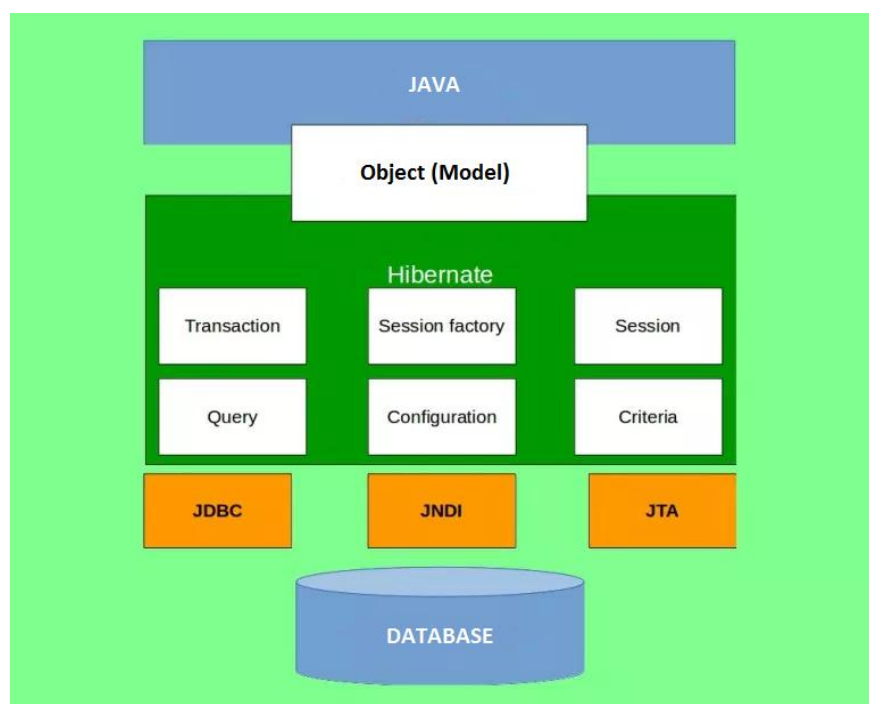 JAVA
Object (Model)
Hibernate
Transaction
Session factory
Session
Query
Configuration
Criteria
JDBC
JNDI
JTA
DATABASE